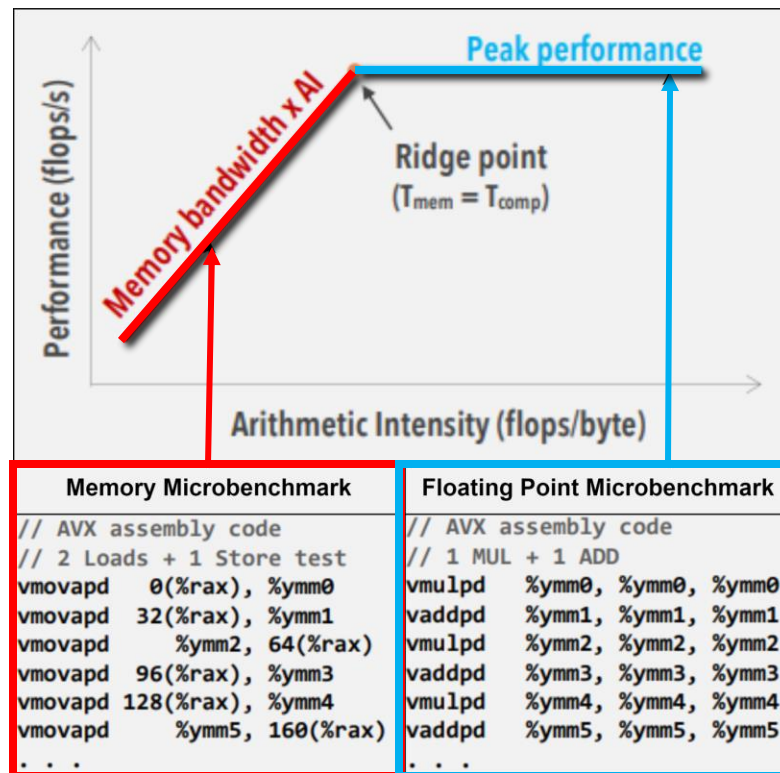 Peak performance
Memory bandwidth x AI
Performance (flops/s)
Ridge point
(Tmem = Tcomp)
Arithmetic Intensity (flops/byte)
Memory Microbenchmark
// AVX assembly code
// 2 Loads + 1 Store test
vmovapd 0(%rax), %ymm0
vmovapd 32(%rax), %ymm1
vmovapd %ymm2, 64(%rax)
vmovapd 96(%rax), %ymm3
vmovapd 128(%rax), %ymm4
vmovapd %ymm5, 160(%rax)
. . .
Floating Point Microbenchmark
// AVX assembly code
// 1 MUL + 1 ADD
vmulpd %ymm0, %ymm0, %ymm0
vaddpd %ymm1, %ymm1, %ymm1
vmulpd %ymm2, %ymm2, %ymm2
vaddpd %ymm3, %ymm3, %ymm3
vmulpd %ymm4, %ymm4, %ymm4
vaddpd %ymm5, %ymm5, %ymm5
. . .